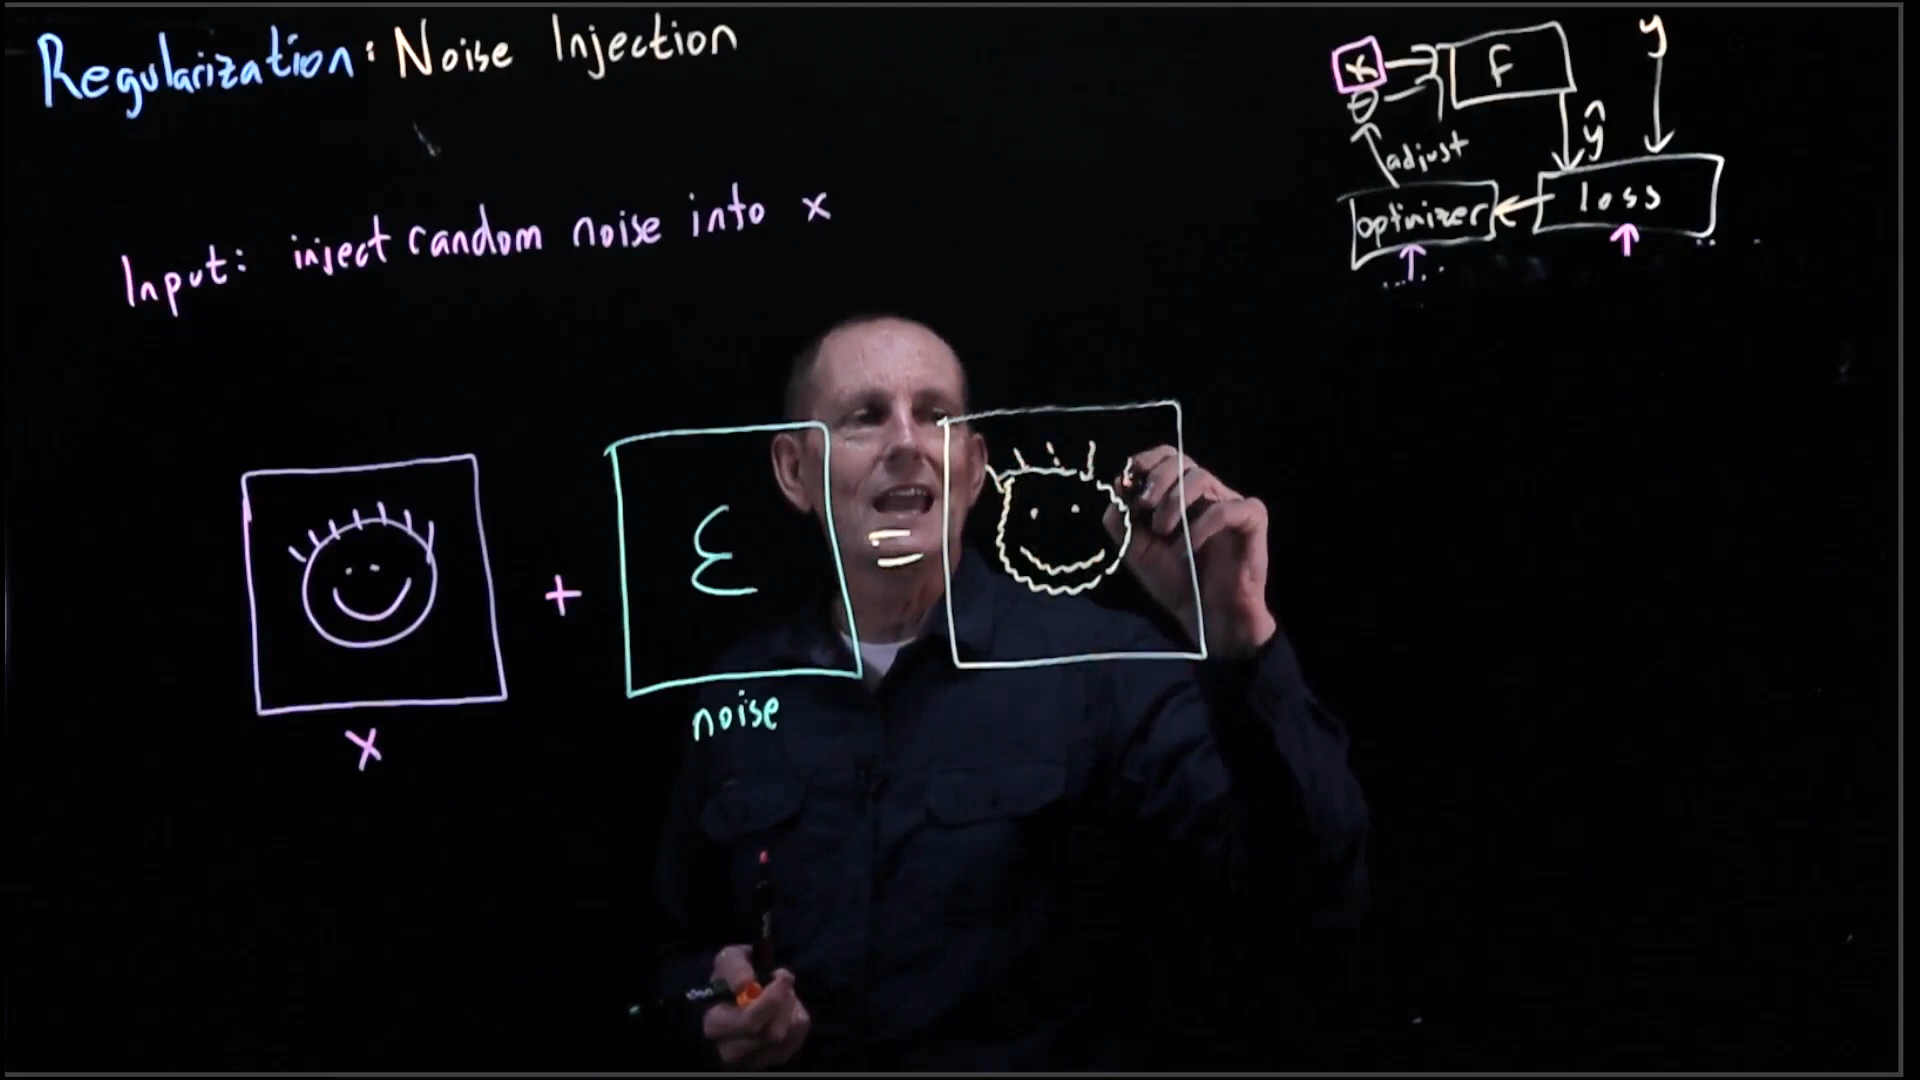 Regularization: Noise Injection
x
F
y
θ
ŷ
adjust
optimizer
loss
Input: inject random noise into x
+
ε
=
x
noise